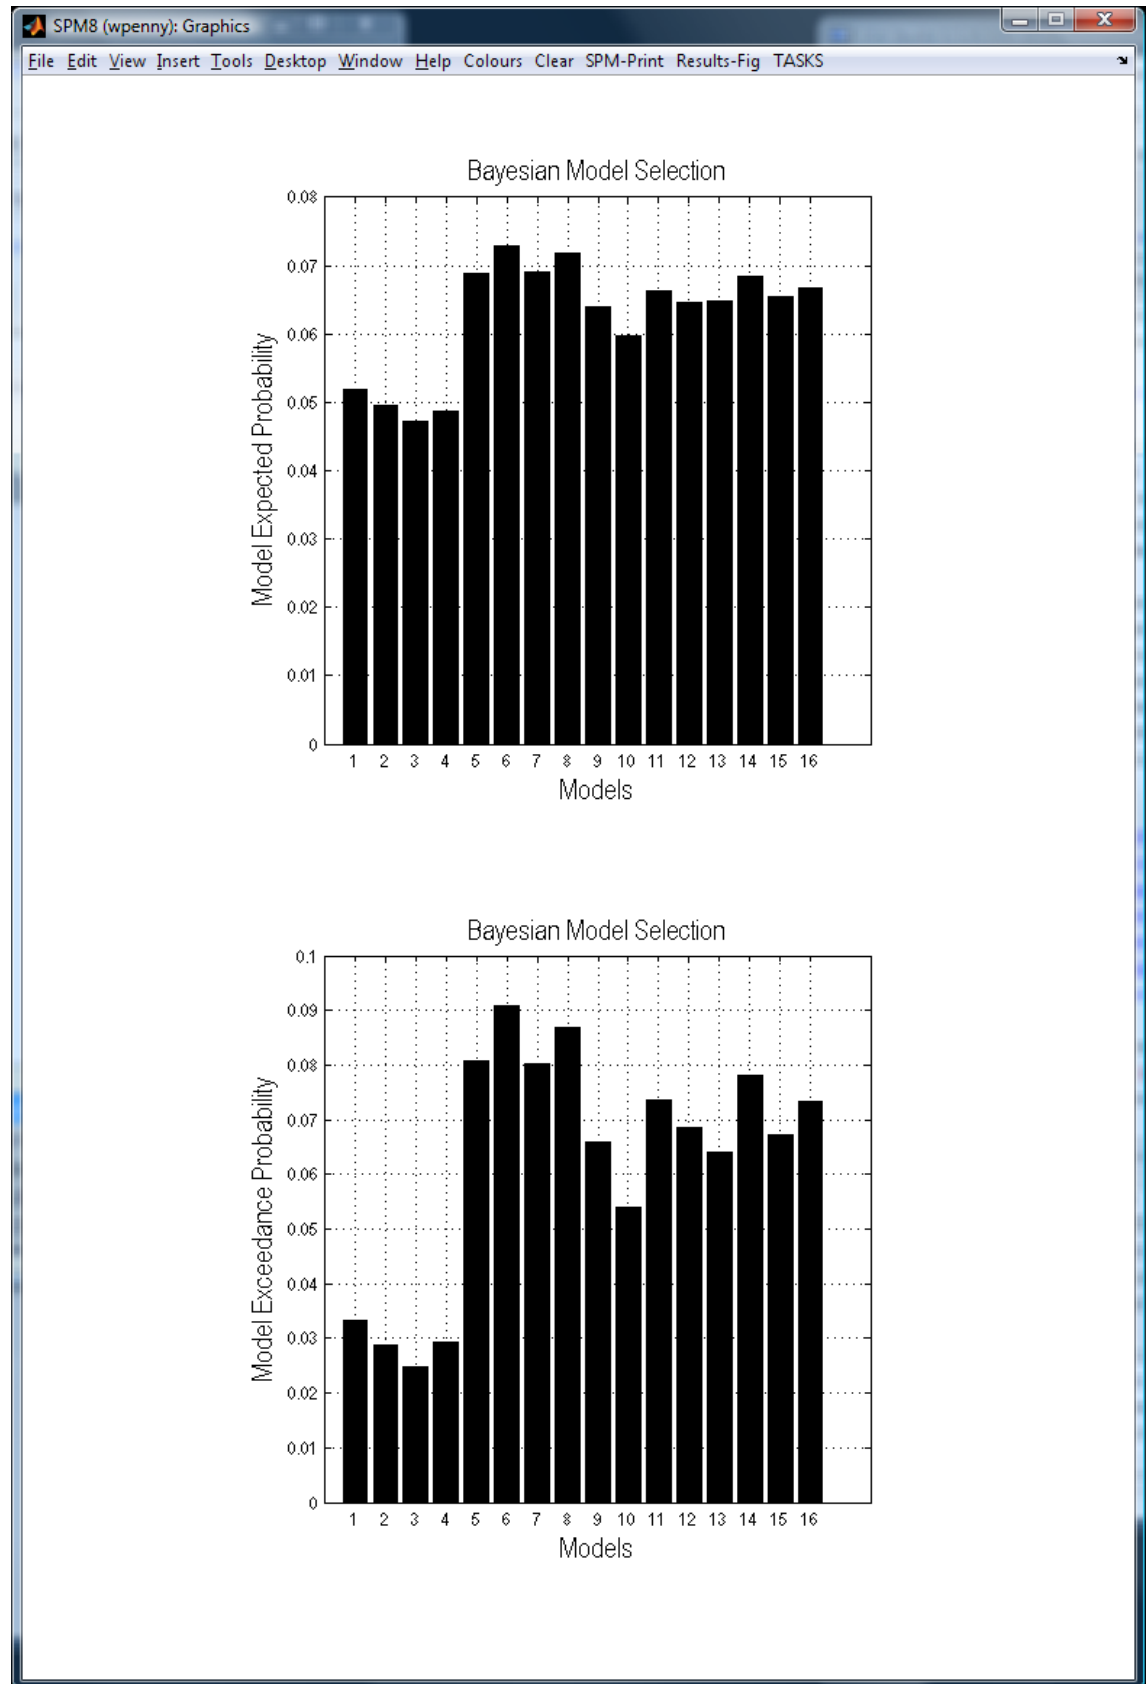 SPM8 (wpenny): Graphics
File Edit View Insert Tools Desktop Window Help Colours Clear SPM-Print Results-Fig TASKS
Bayesian Model Selection
Model Expected Probability
0.08
0.07
0.06
0.05
0.04
0.03
0.02
0.01
0
1 2 3 4 5 6 7 8 9 10 11 12 13 14 15 16
Models
Bayesian Model Selection
Model Exceedance Probability
0.1
0.09
0.08
0.07
0.06
0.05
0.04
0.03
0.02
0.01
0
1 2 3 4 5 6 7 8 9 10 11 12 13 14 15 16
Models